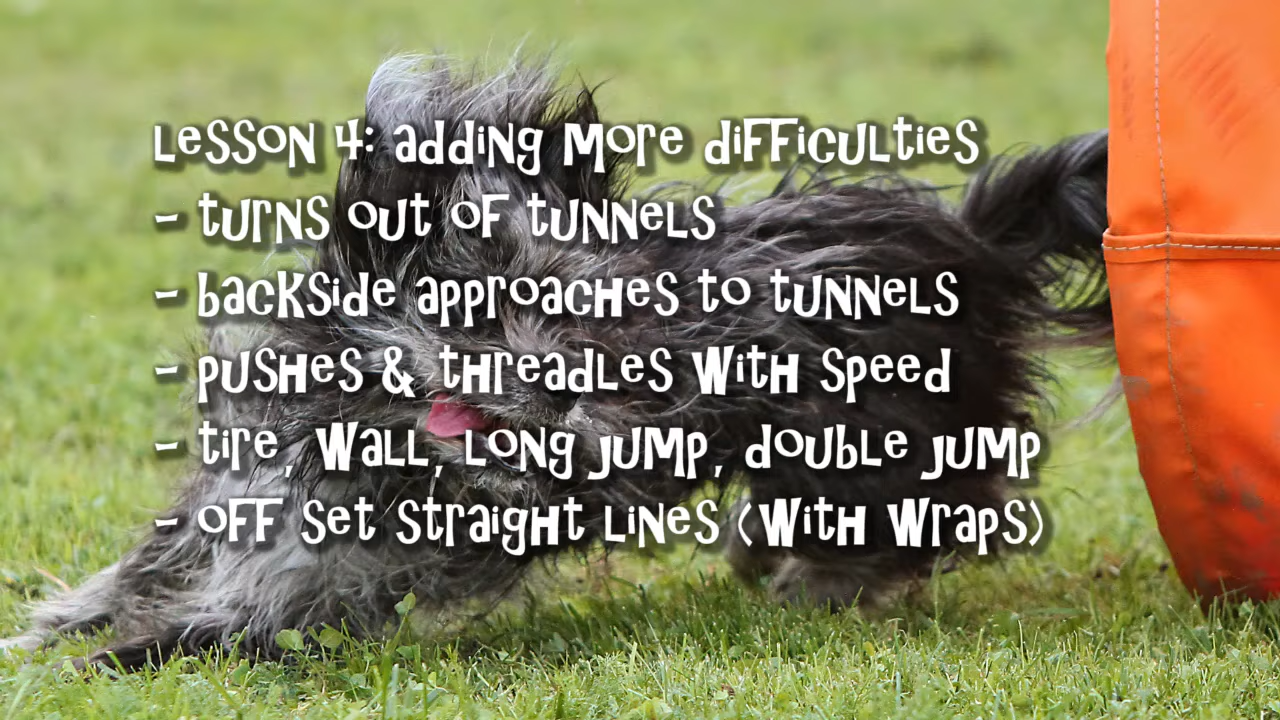 Lesson 4: adding more difficulties
- turns out of tunnels
- backside approaches to tunnels
- pushes & threadles with speed
- tire, wall, long jump, double jump
- off set straight lines (with wraps)